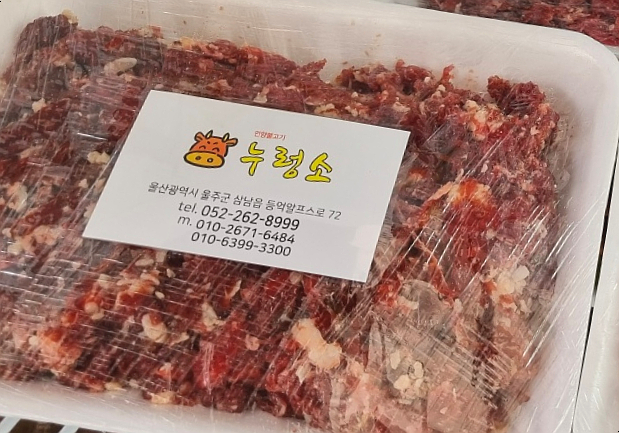 언양불고기
누렁소
울산광역시 울주군 삼남읍 등억알프스로 72
tel. 052-262-8999
m. 010-2671-6484
010-6399-3300